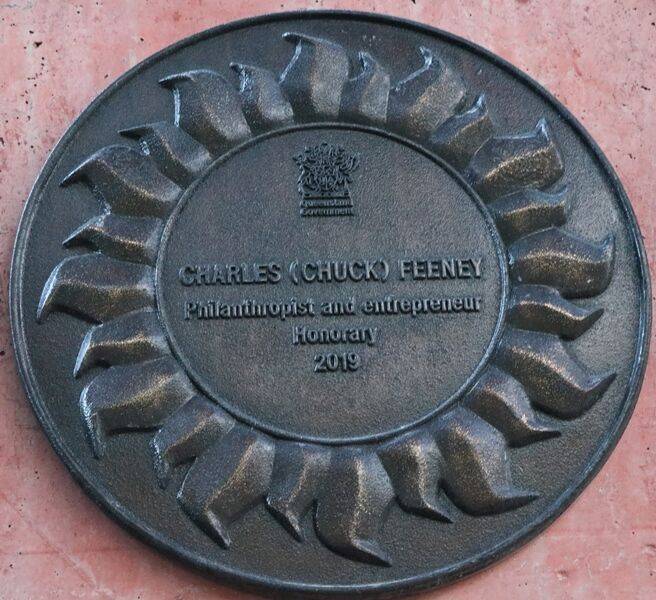 Queensland
Government
CHARLES (CHUCK) FEENEY
Philanthropist and entrepreneur
Honorary
2019